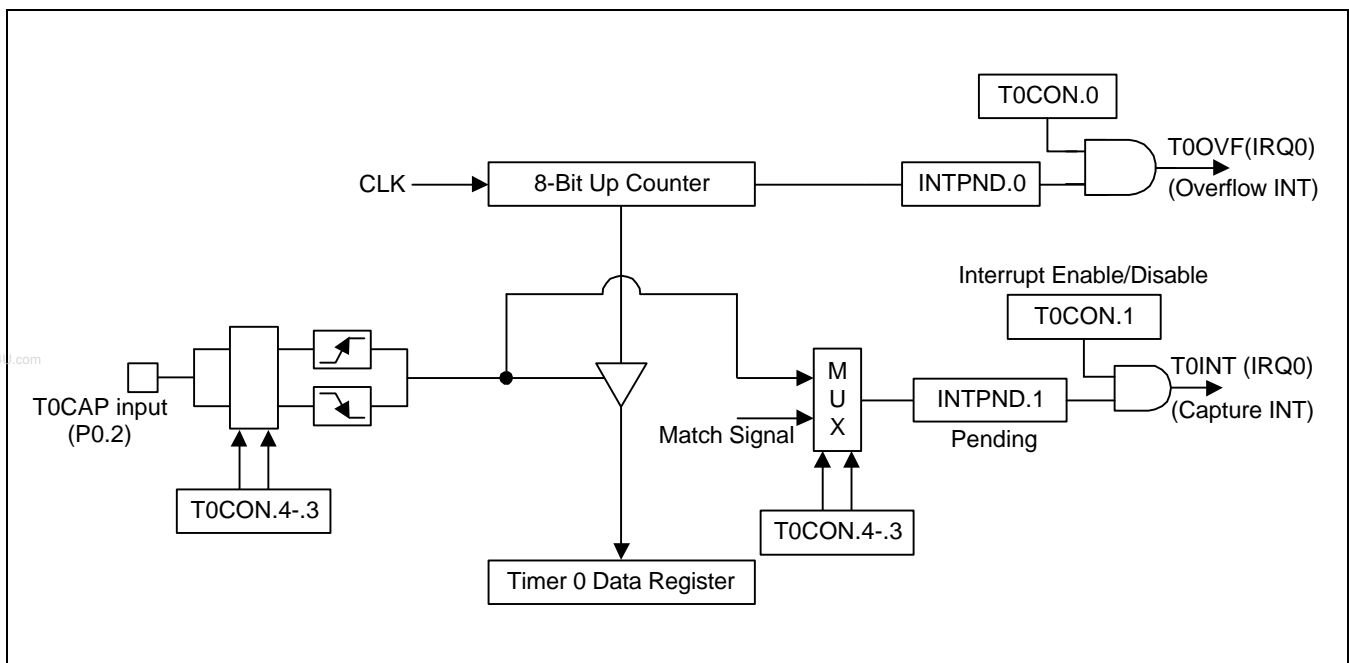 T0CON.0
T0OVF(IRQ0)
(Overflow INT)
CLK
8-Bit Up Counter
INTPND.0
Interrupt Enable/Disable
T0CON.1
4U.com
T0CAP input
(P0.2)
M
U
X
Match Signal
INTPND.1
Pending
T0INT (IRQ0)
(Capture INT)
T0CON.4-.3
T0CON.4-.3
Timer 0 Data Register